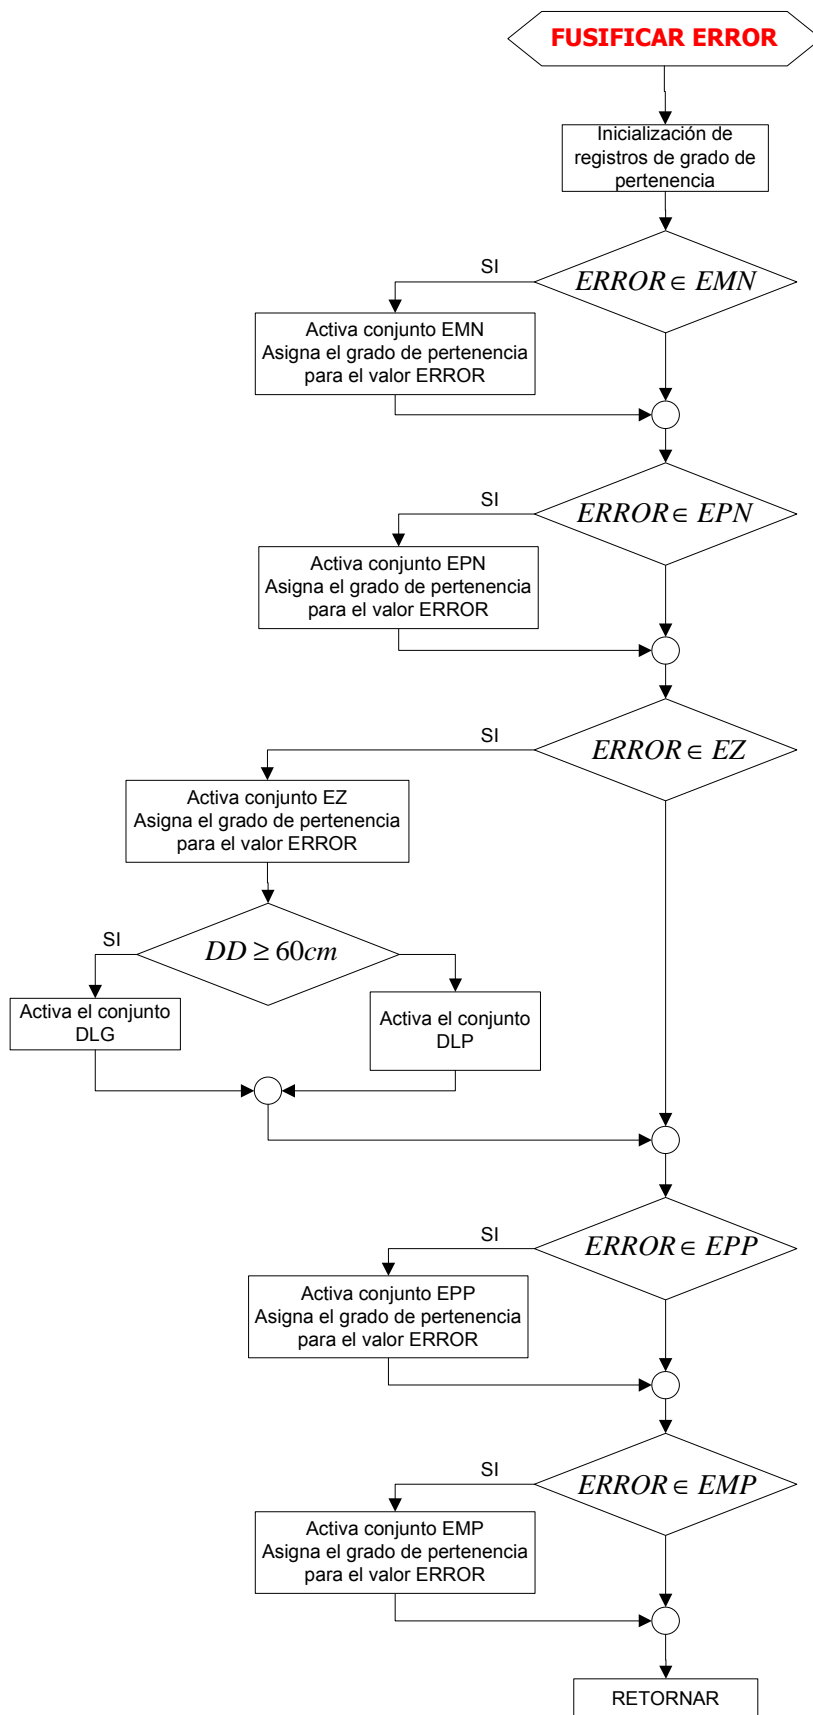 FUSIFICAR ERROR
Inicialización de
registros de grado de
pertenencia
ERROR ∈ EMN
SI
Activa conjunto EMN
Asigna el grado de pertenencia
para el valor ERROR
ERROR ∈ EPN
SI
Activa conjunto EPN
Asigna el grado de pertenencia
para el valor ERROR
ERROR ∈ EZ
SI
Activa conjunto EZ
Asigna el grado de pertenencia
para el valor ERROR
DD ≥ 60cm
SI
Activa el conjunto
DLG
Activa el conjunto
DLP
ERROR ∈ EPP
SI
Activa conjunto EPP
Asigna el grado de pertenencia
para el valor ERROR
ERROR ∈ EMP
SI
Activa conjunto EMP
Asigna el grado de pertenencia
para el valor ERROR
RETORNAR